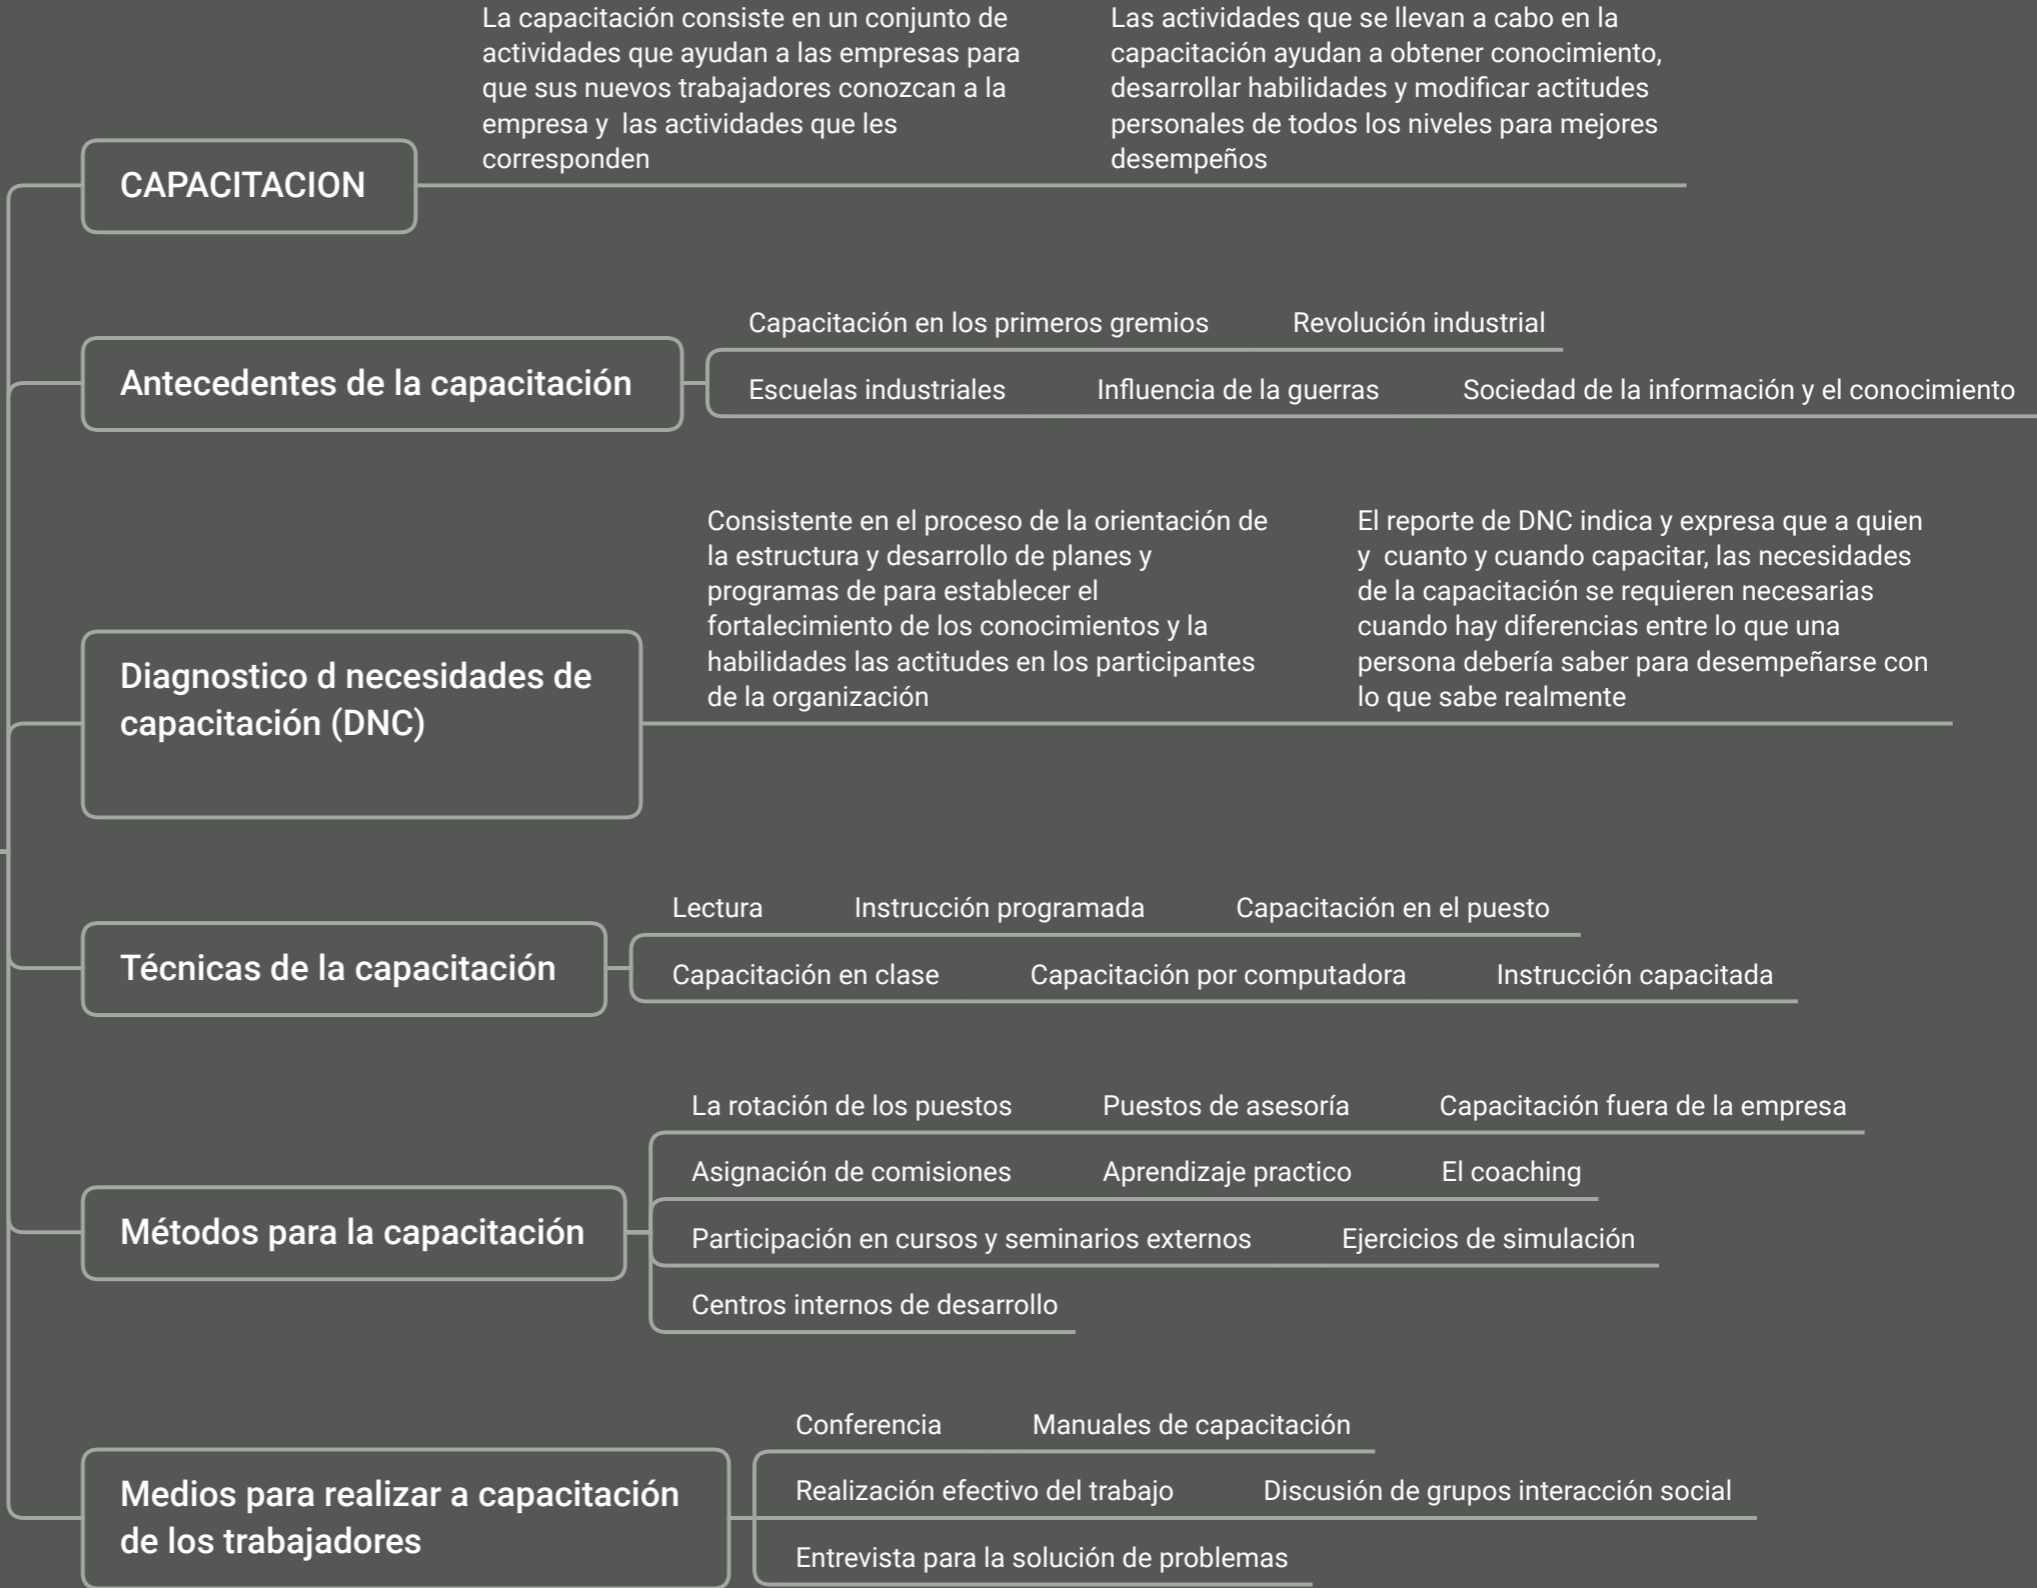 La capacitación consiste en un conjunto de
actividades que ayudan a las empresas para
que sus nuevos trabajadores conozcan a la
empresa y  las actividades que les
corresponden
Las actividades que se llevan a cabo en la
capacitación ayudan a obtener conocimiento,
desarrollar habilidades y modificar actitudes
personales de todos los niveles para mejores
desempeños
CAPACITACION
Capacitación en los primeros gremios
Revolución industrial
Antecedentes de la capacitación
Escuelas industriales
Influencia de la guerras
Sociedad de la información y el conocimiento
Consistente en el proceso de la orientación de
la estructura y desarrollo de planes y
programas de para establecer el
fortalecimiento de los conocimientos y la
habilidades las actitudes en los participantes
de la organización
El reporte de DNC indica y expresa que a quien
y  cuanto y cuando capacitar, las necesidades
de la capacitación se requieren necesarias
cuando hay diferencias entre lo que una
persona debería saber para desempeñarse con
lo que sabe realmente
Diagnostico d necesidades de
capacitación (DNC)
Lectura
Instrucción programada
Capacitación en el puesto
Técnicas de la capacitación
Capacitación en clase
Capacitación por computadora
Instrucción capacitada
La rotación de los puestos
Puestos de asesoría
Capacitación fuera de la empresa
Asignación de comisiones
Aprendizaje practico
El coaching
Métodos para la capacitación
Participación en cursos y seminarios externos
Ejercicios de simulación
Centros internos de desarrollo
Conferencia
Manuales de capacitación
Medios para realizar a capacitación
de los trabajadores
Realización efectivo del trabajo
Discusión de grupos interacción social
Entrevista para la solución de problemas